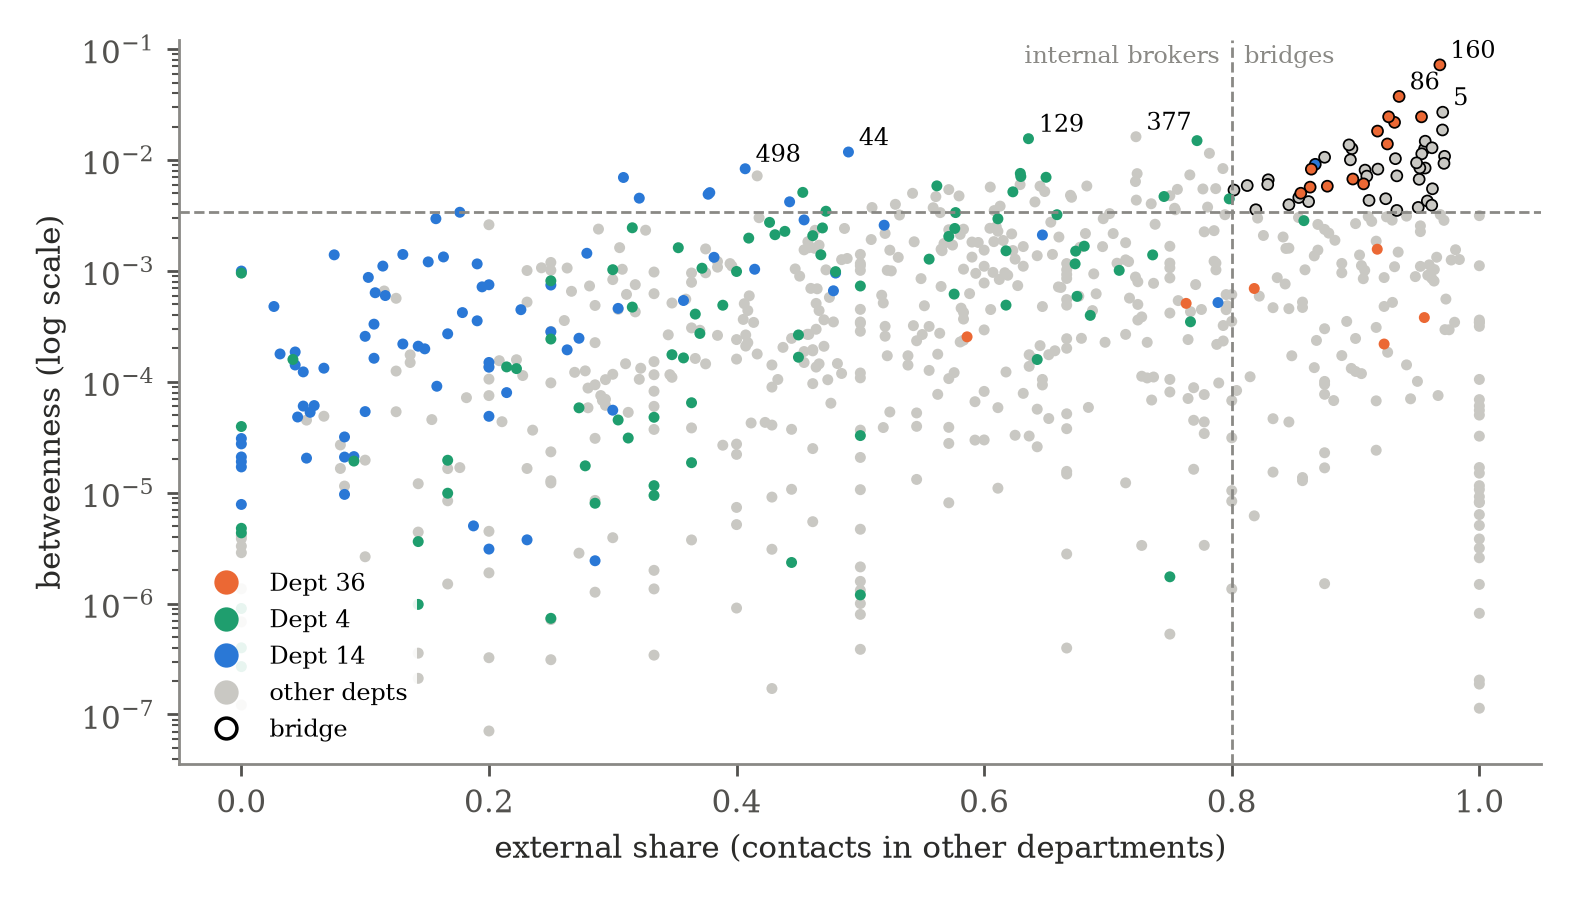 internal brokers
bridges
160
86
5
129
377
498
44
10−1
10−2
10−3
10−4
10−5
10−6
10−7
betweenness (log scale)
Dept 36
Dept 4
Dept 14
other depts
bridge
0.0
0.2
0.4
0.6
0.8
1.0
external share (contacts in other departments)